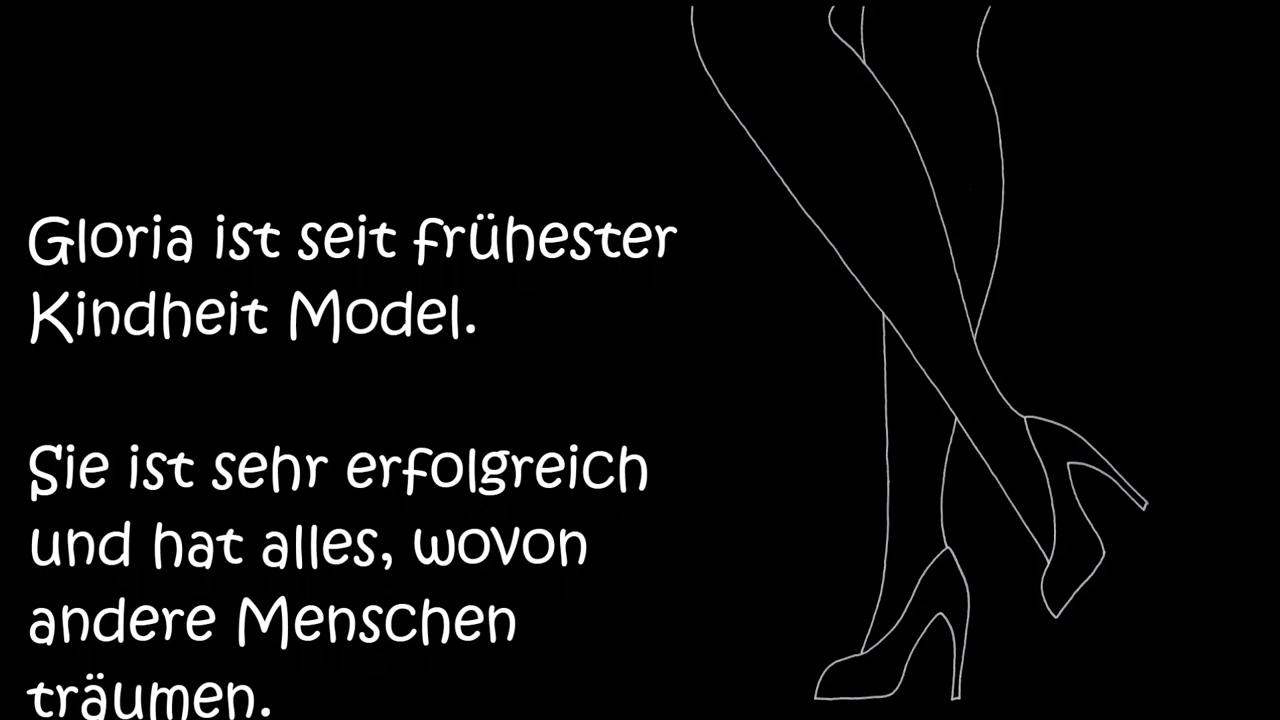 Gloria ist seit frühester
Kindheit Model.
Sie ist sehr erfolgreich
und hat alles, wovon
andere Menschen
träumen.